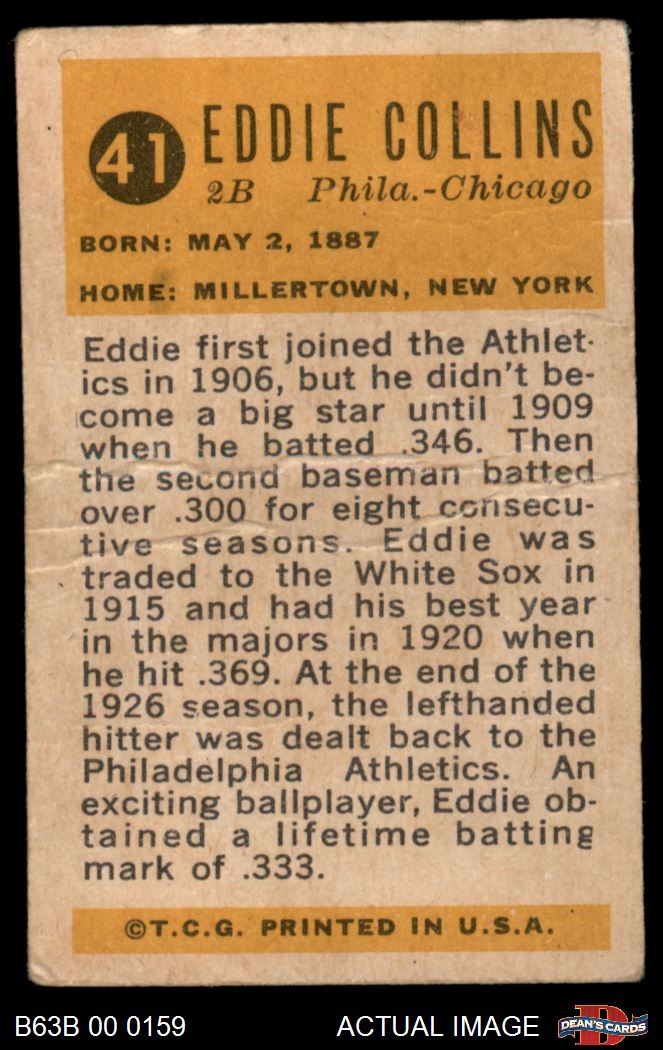 41 EDDIE COLLINS
2B Phila.-Chicago
BORN: MAY 2, 1887
HOME: MILLERTOWN, NEW YORK
Eddie first joined the Athlet-
ics in 1906, but he didn't be-
come a big star until 1909
when he batted .346. Then
the second baseman batted
over .300 for eight consecu-
tive seasons. Eddie was
traded to the White Sox in
1915 and had his best year
in the majors in 1920 when
he hit .369. At the end of the
1926 season, the lefthanded
hitter was dealt back to the
Philadelphia Athletics. An
exciting ballplayer, Eddie ob-
tained a lifetime batting
mark of .333.
©T.C.G. PRINTED IN U.S.A.
B63B 00 0159 ACTUAL IMAGE D DEAN'S CARDS